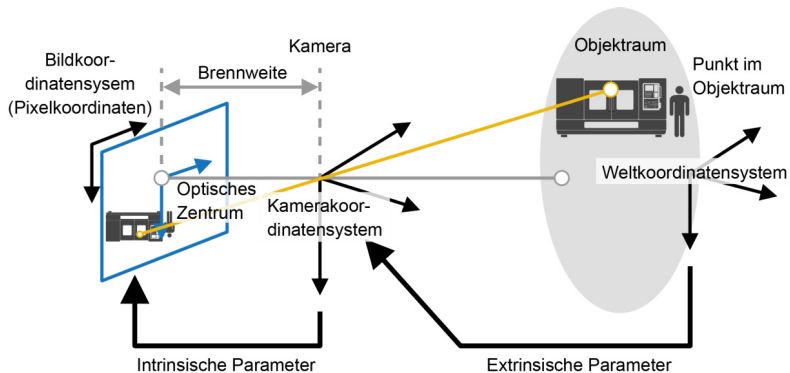 Kamera
Bildkoor-
dinatensysem
(Pixelkoordinaten)
Brennweite
Objektraum
Punkt im
Objektraum
Optisches
Zentrum
Kamerakoor-
dinatensystem
Weltkoordinatensystem
Intrinsische Parameter
Extrinsische Parameter